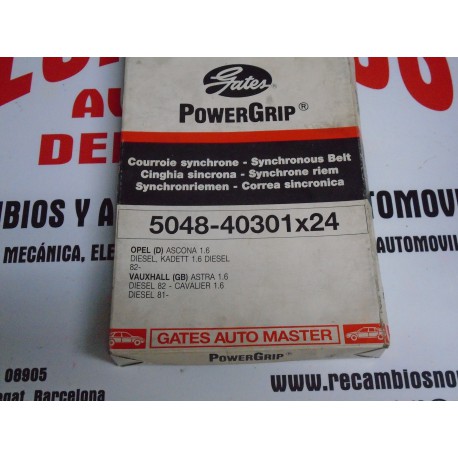 Gates
POWERGRIP®
Courroie synchrone - Synchronous Belt
Cinghia sincrona - Synchrone riem
Synchronriemen - Correa sincronica
5048-40301x24
OPEL (D) ASCONA 1.6
DIESEL, KADETT 1.6 DIESEL
82-
VAUXHALL (GB) ASTRA 1.6
DIESEL 82 - CAVALIER 1.6
DIESEL 81-
GATES AUTO MASTER
POWERGRIP®
AU
DE
BIOS Y A
OMOVI
MECÁNICA, ELE
AUTOMOVIL
08905
gat, Barcelona
www.recambiosno